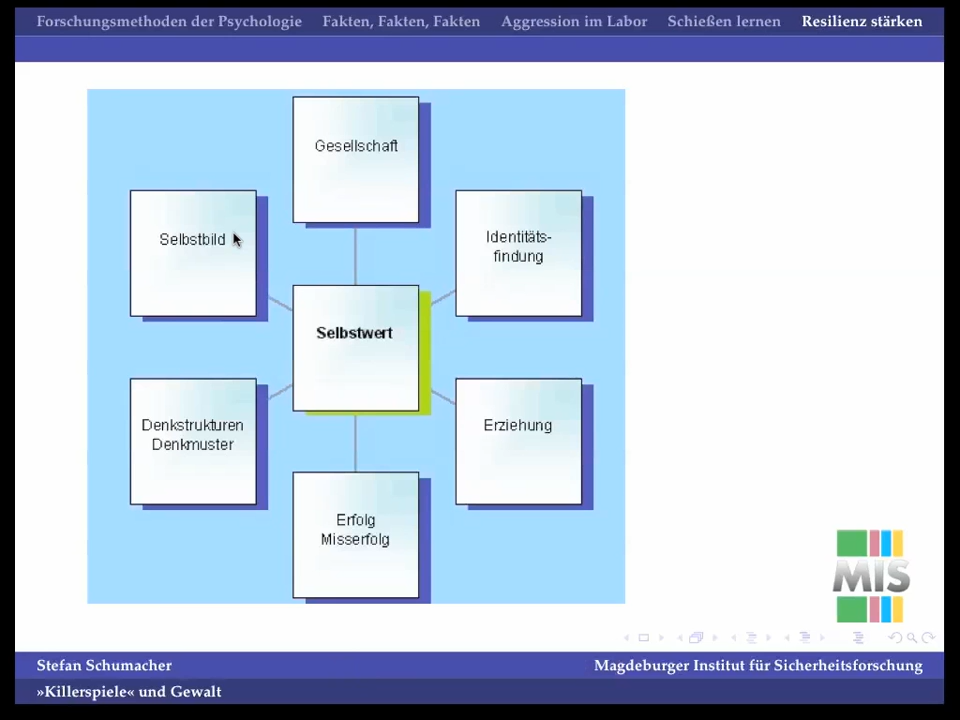 Forschungsmethoden der Psychologie Fakten, Fakten, Fakten Aggression im Labor Schießen lernen Resilienz stärken
Gesellschaft
Selbstbild
Identitäts-
findung
Selbstwert
Denkstrukturen
Denkmuster
Erziehung
Erfolg
Misserfolg
MIS
Stefan Schumacher Magdeburger Institut für Sicherheitsforschung
»Killerspiele« und Gewalt